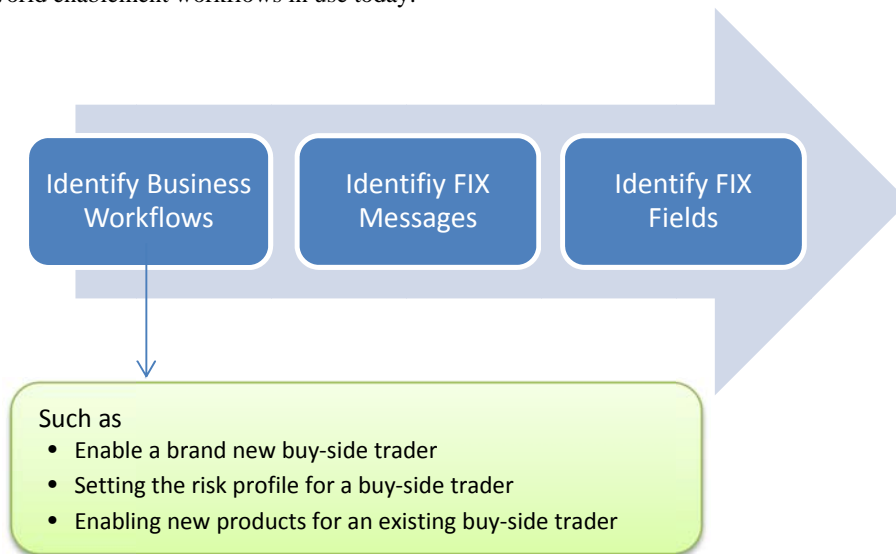 world enablement workflows in use today.
Identify Business
Workflows
Identifiy FIX
Messages
Identify FIX
Fields
Such as
• Enable a brand new buy-side trader
• Setting the risk profile for a buy-side trader
• Enabling new products for an existing buy-side trader